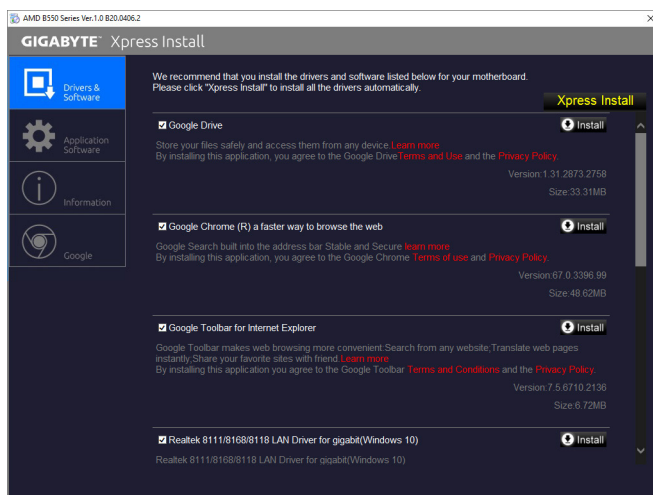 AMD B550 Series Ver.1.0 B20.0406.2
GIGABYTE™ Xpress Install
Drivers &
Software
Application
Software
Information
Google
We recommend that you install the drivers and software listed below for your motherboard.
Please click "Xpress Install" to install all the drivers automatically.
Xpress Install
Google Drive
Install
Store your files safely and access them from any device.Learn more
By installing this application, you agree to the Google DriveTerms and Use and the Privacy Policy.
Version:1.31.2873.2758
Size:33.31MB
Google Chrome (R) a faster way to browse the web
Install
Google Search built into the address bar Stable and Secure learn more
By installing this application, you agree to the Google Chrome Terms of use and Privacy Policy.
Version:67.0.3396.99
Size:48.62MB
Google Toolbar for Internet Explorer
Install
Google Toolbar makes web browsing more convenient:Search from any website;Translate web pages
instantly;Share your favorite sites with friend.Learn more
By installing this application you agree to the Google Toolbar Terms and Conditions and the Privacy Policy.
Version:7.5.6710.2136
Size:6.72MB
Realtek 8111/8168/8118 LAN Driver for gigabit(Windows 10)
Install
Realtek 8111/8168/8118 LAN Driver for gigabit(Windows 10)